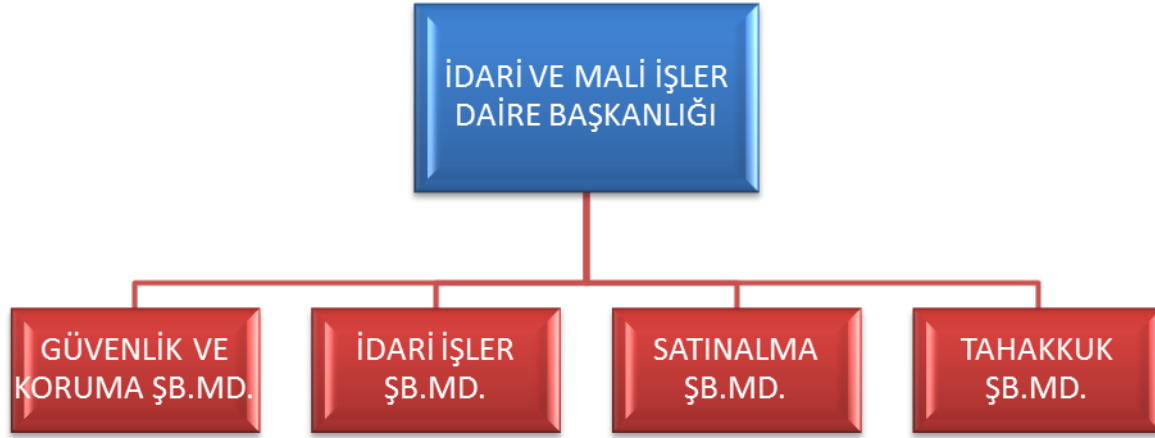 İDARİ VE MALİ İŞLER
DAİRE BAŞKANLIĞI
GÜVENLİK VE
KORUMA ŞB.MD.
İDARİ İŞLER
ŞB.MD.
SATINALMA
ŞB.MD.
TAHAKKUK
ŞB.MD.